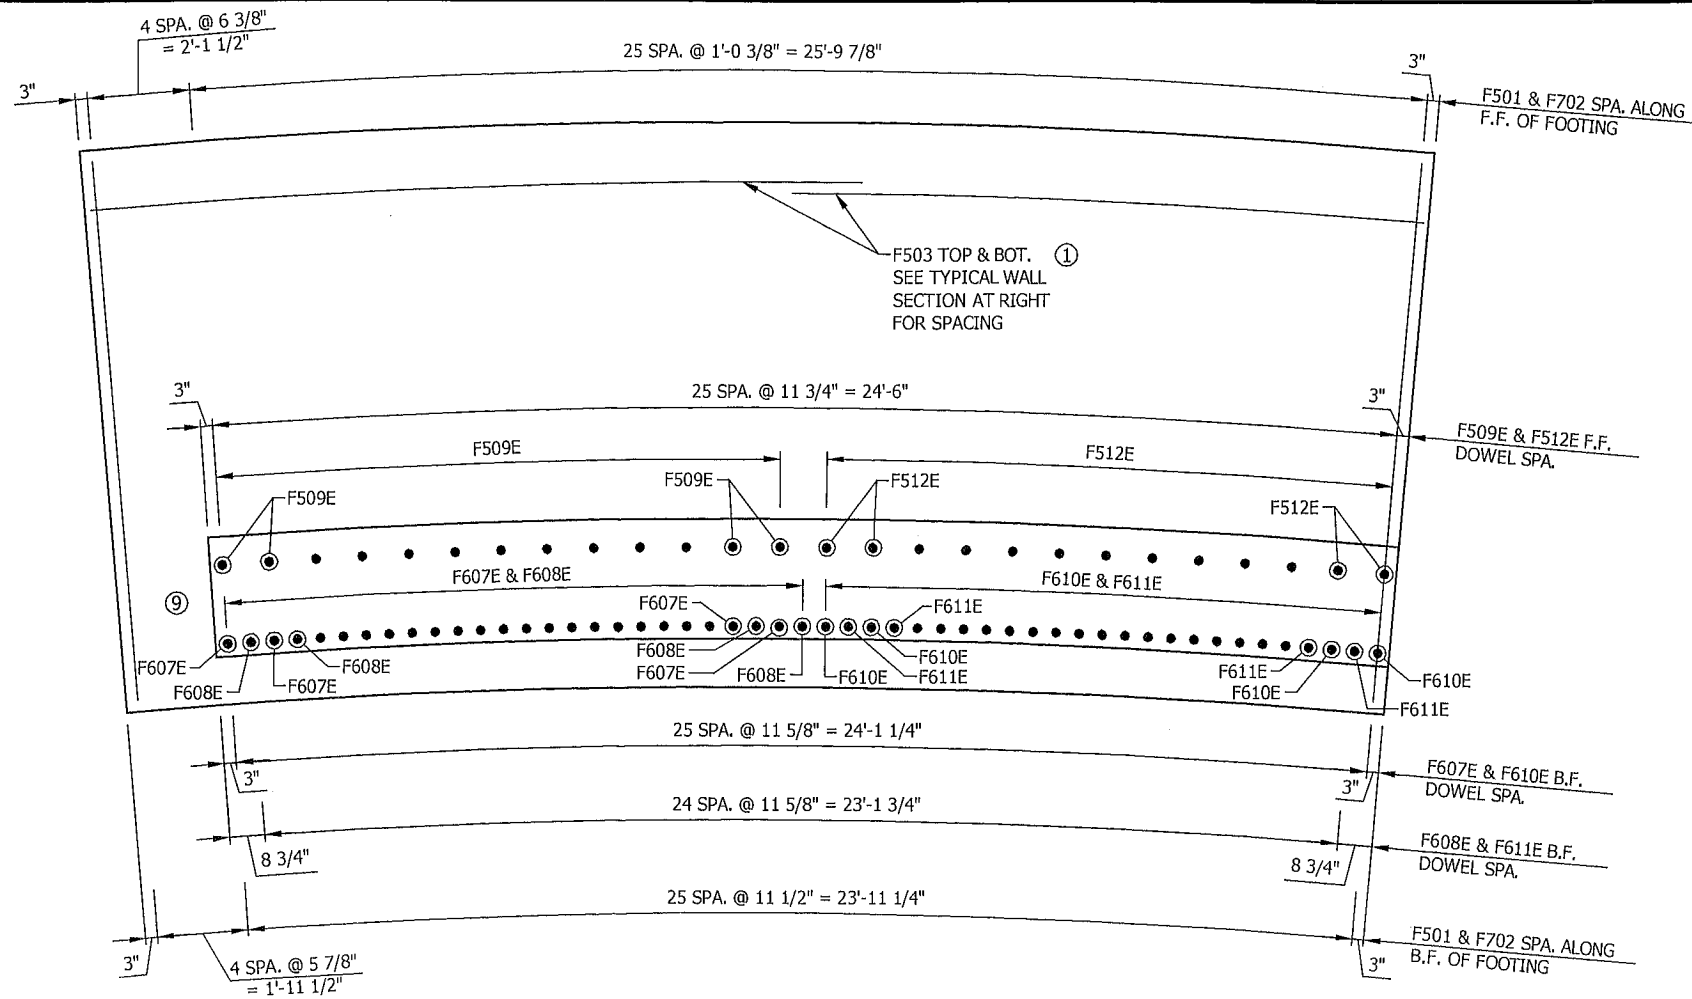 4 SPA. @ 6 3/8"
= 2'-1 1/2"
25 SPA. @ 1'-0 3/8" = 25'-9 7/8"
3"
3"
F501 & F702 SPA. ALONG
F.F. OF FOOTING
F503 TOP & BOT. ①
SEE TYPICAL WALL
SECTION AT RIGHT
FOR SPACING
3"
25 SPA. @ 11 3/4" = 24'-6"
3"
F509E & F512E F.F.
DOWEL SPA.
F509E
F512E
F509E
F509E
F512E
F512E
F607E & F608E
F610E & F611E
⑨
F607E
F611E
F607E
F608E
F607E
F608E
F608E
F607E
F608E
F610E
F611E
F610E
F611E
F610E
F611E
F610E
25 SPA. @ 11 5/8" = 24'-1 1/4"
3"
3"
F607E & F610E B.F.
DOWEL SPA.
24 SPA. @ 11 5/8" = 23'-1 3/4"
8 3/4"
8 3/4"
F608E & F611E B.F.
DOWEL SPA.
25 SPA. @ 11 1/2" = 23'-11 1/4"
3"
4 SPA. @ 5 7/8"
= 1'-11 1/2"
3"
F501 & F702 SPA. ALONG
B.F. OF FOOTING